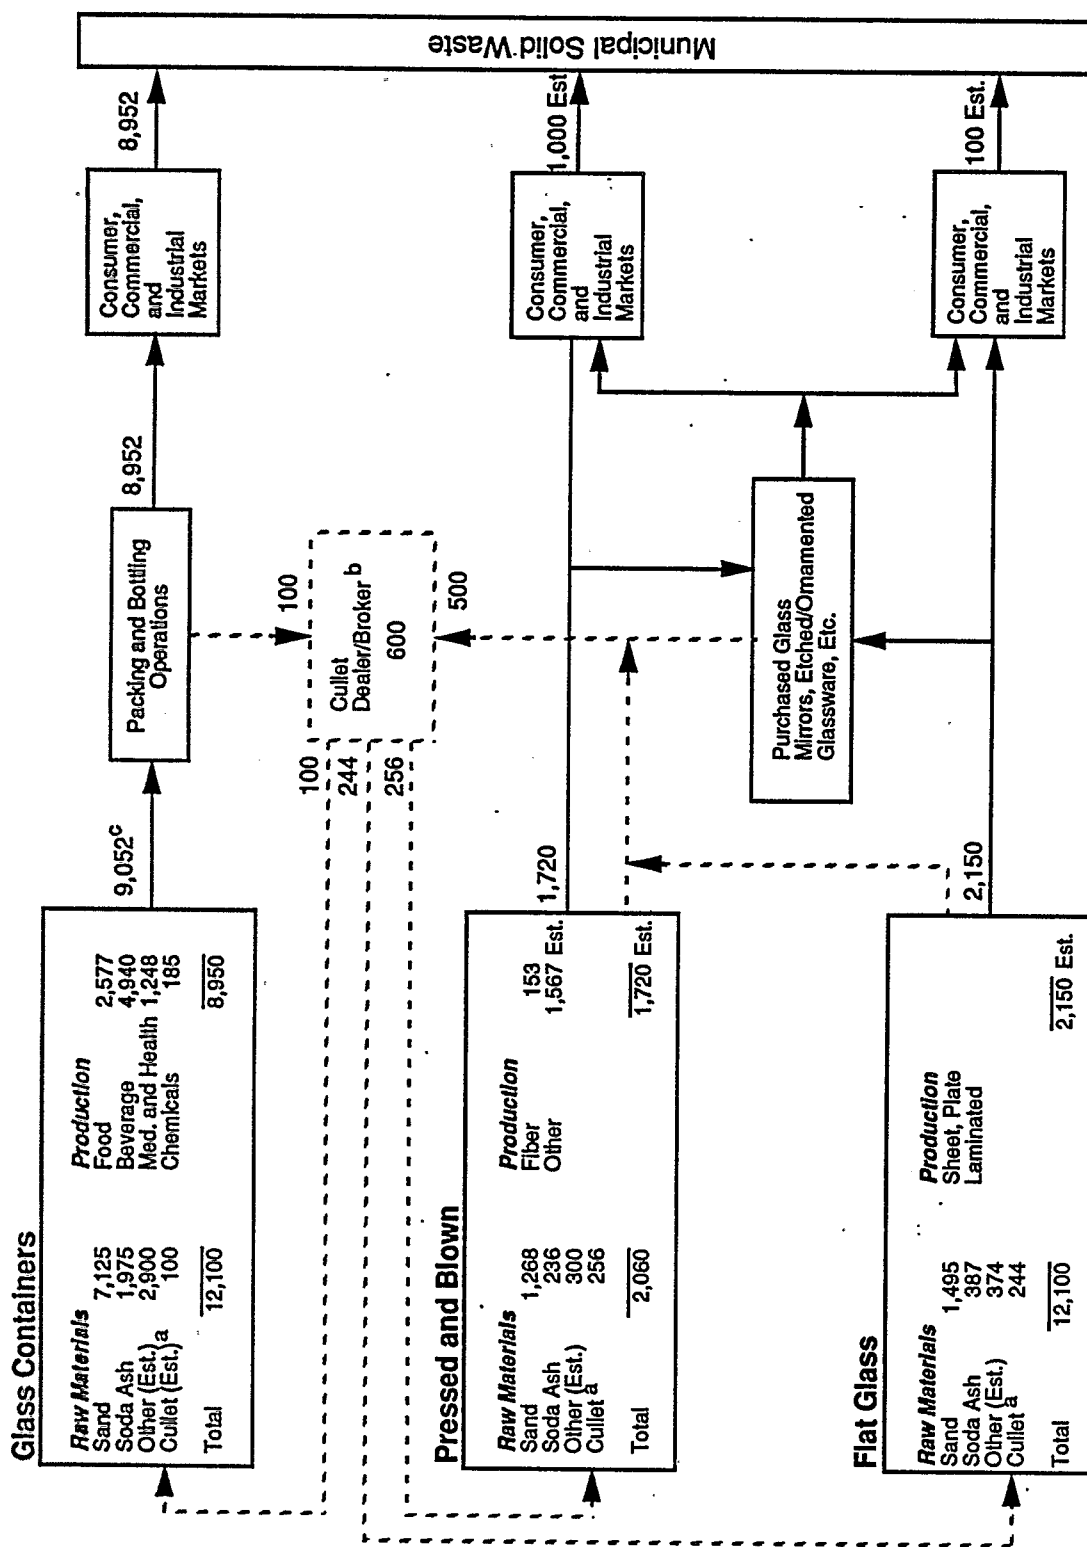 Glass Containers
Raw Materials
Sand 7,125
Soda Ash 1,975
Other (Est.) 2,900
Cullet (Est.) a 100
Total 12,100
Production
Food 2,577
Beverage 4,940
Med. and Health 1,248
Chemicals 185
8,950
9,052c
Packing and Bottling
Operations
8,952
Consumer,
Commercial,
and
Industrial
Markets
8,952
100
Cullet
Dealer/Broker b
600
100
244
256
500
Pressed and Blown
Raw Materials
Sand 1,268
Soda Ash 236
Other (Est.) 300
Cullet a 256
Total 2,060
Production
Fiber 153
Other 1,567 Est.
1,720 Est.
1,720
Consumer,
Commercial,
and
Industrial
Markets
1,000 Est
Purchased Glass
Mirrors, Etched/Ornamented
Glassware, Etc.
Flat Glass
Raw Materials
Sand 1,495
Soda Ash 387
Other (Est.) 374
Cullet a 244
Total 12,100
Production
Sheet, Plate
Laminated
2,150 Est.
2,150
Consumer,
Commercial,
and
Industrial
Markets
100 Est.
Municipal Solid Waste